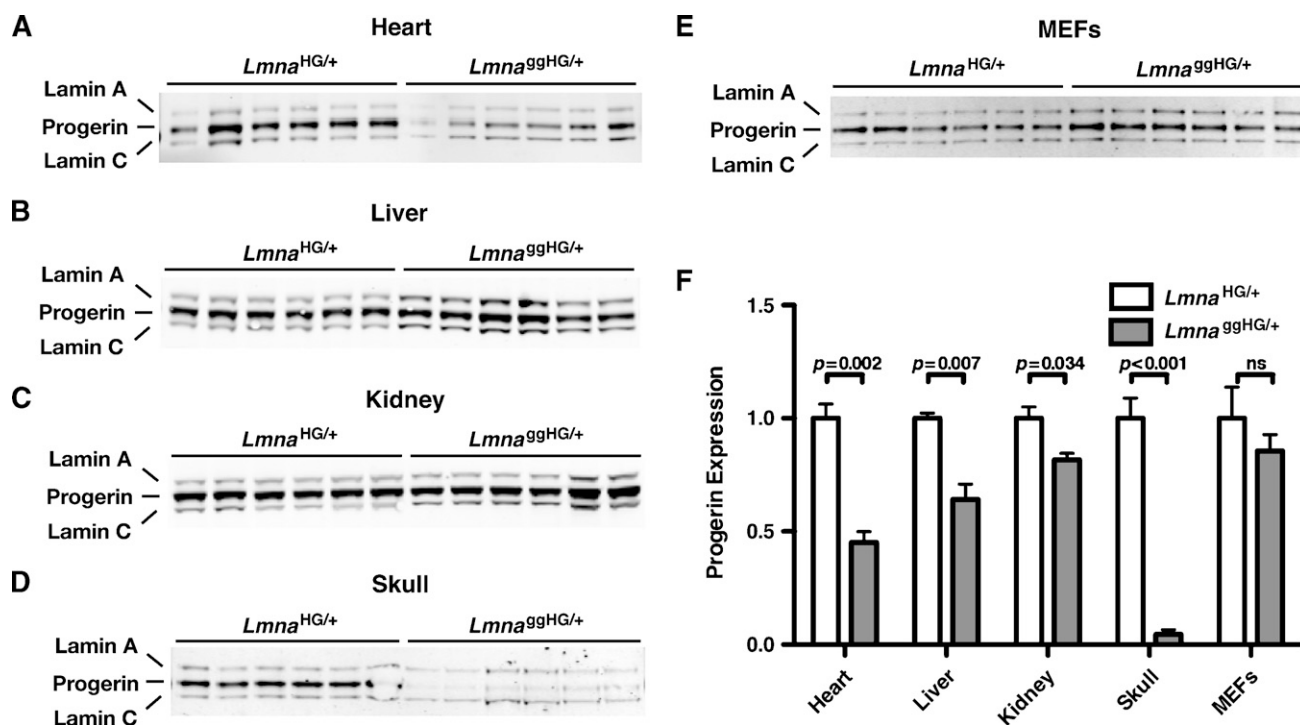 A
Heart
Lmna^HG/+ Lmna^ggHG/+
Lamin A
Progerin
Lamin C
B
Liver
Lmna^HG/+ Lmna^ggHG/+
Lamin A
Progerin
Lamin C
C
Kidney
Lmna^HG/+ Lmna^ggHG/+
Lamin A
Progerin
Lamin C
D
Skull
Lmna^HG/+ Lmna^ggHG/+
Lamin A
Progerin
Lamin C
E
MEFs
Lmna^HG/+ Lmna^ggHG/+
Lamin A
Progerin
Lamin C
F
Lmna^HG/+
Lmna^ggHG/+
Progerin Expression
1.5
1.0
0.5
0.0
p=0.002 p=0.007 p=0.034 p<0.001 ns
Heart Liver Kidney Skull MEFs